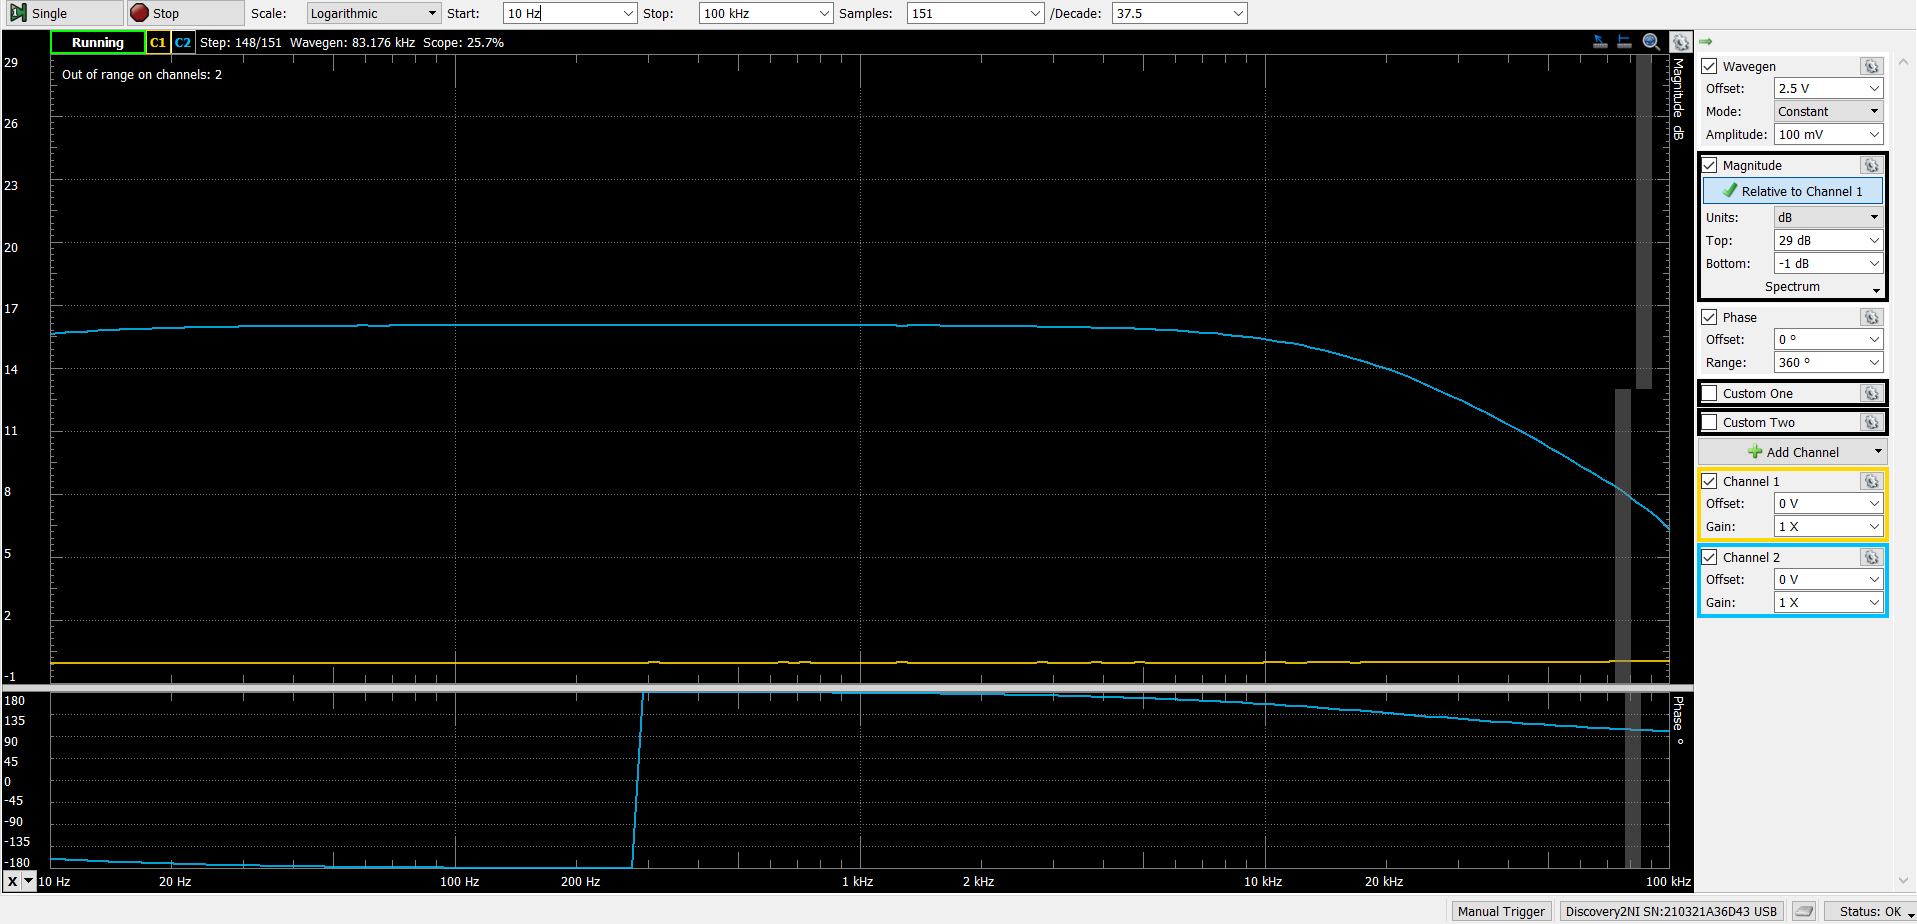 Single Stop Scale: Logarithmic Start: 10 Hz Stop: 100 kHz Samples: 151 /Decade: 37.5
Running C1 C2 Step: 148/151 Wavegen: 83.176 kHz Scope: 25.7%
Out of range on channels: 2
29
26
23
20
17
14
11
8
5
2
-1
Magnitude dB
180
135
90
45
0
-45
-90
-135
-180
Phase °
X 10 Hz 20 Hz 100 Hz 200 Hz 1 kHz 2 kHz 10 kHz 20 kHz 100 kHz
Wavegen
Offset: 2.5 V
Mode: Constant
Amplitude: 100 mV
Magnitude
Relative to Channel 1
Units: dB
Top: 29 dB
Bottom: -1 dB
Spectrum
Phase
Offset: 0 °
Range: 360 °
Custom One
Custom Two
Add Channel
Channel 1
Offset: 0 V
Gain: 1 X
Channel 2
Offset: 0 V
Gain: 1 X
Manual Trigger Discovery2NI SN:210321A36D43 USB Status: OK